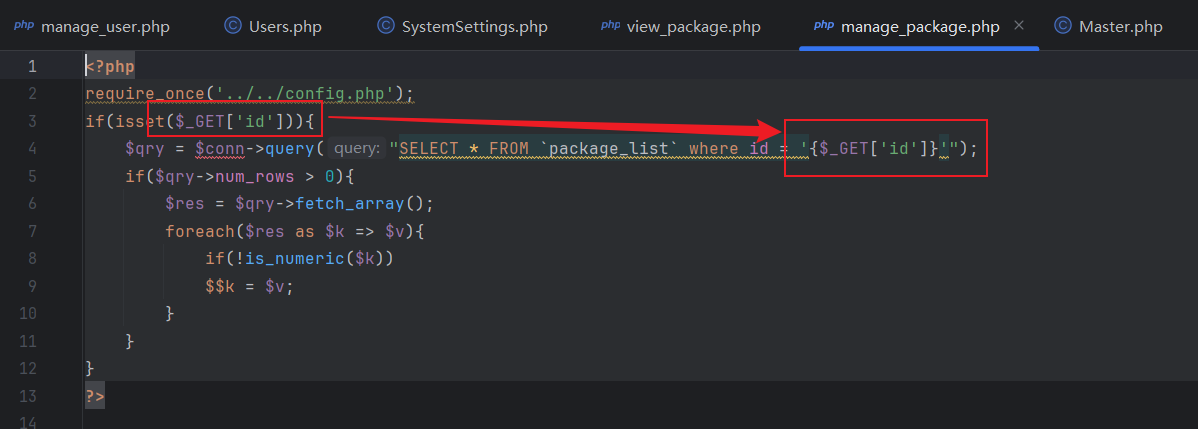 php manage_user.php C Users.php C SystemSettings.php php view_package.php php manage_package.php × C Master.php
1 <?php
2 require_once('../../config.php');
3 if(isset($_GET['id'])){
4 $qry = $conn->query( query: "SELECT * FROM `package_list` where id = '{$_GET['id']}'");
5 if($qry->num_rows > 0){
6 $res = $qry->fetch_array();
7 foreach($res as $k => $v){
8 if(!is_numeric($k))
9 $$k = $v;
10 }
11 }
12 }
13 ?>
14